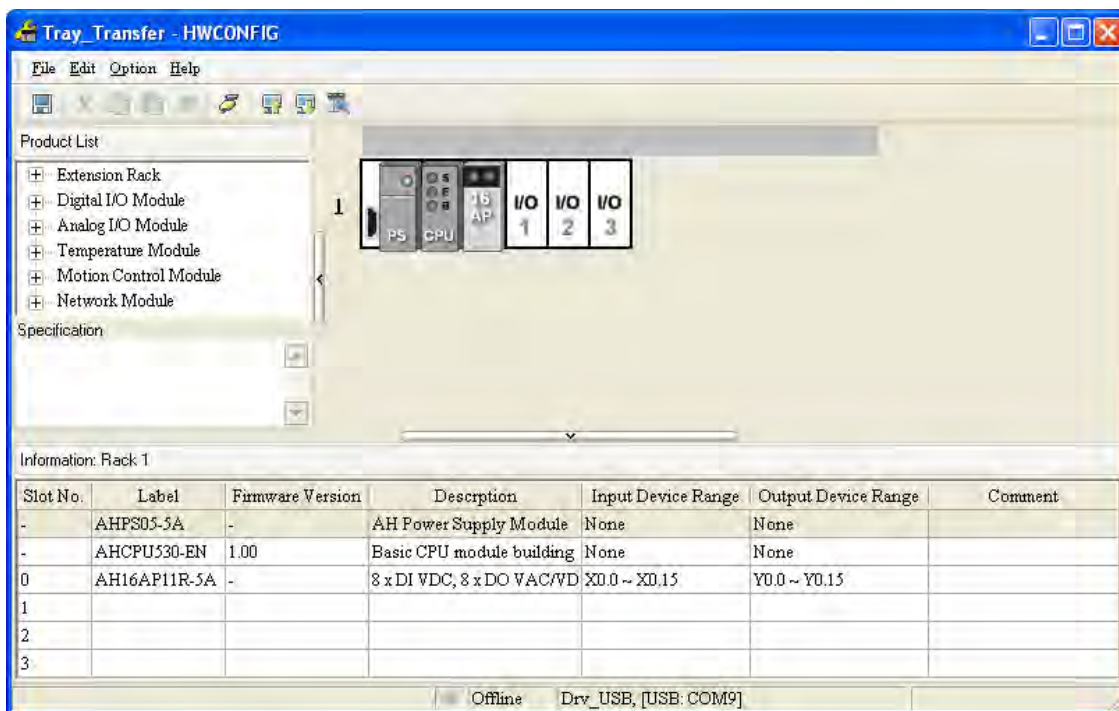 Tray_Transfer - HWCONFIG
File Edit Option Help
Product List
Extension Rack
Digital I/O Module
Analog I/O Module
Temperature Module
Motion Control Module
Network Module
Specification
1
PS CPU 16 AP I/O 1 I/O 2 I/O 3
Information: Rack 1
Slot No. Label Firmware Version Descrption Input Device Range Output Device Range Comment
- AHPS05-5A - AH Power Supply Module None None
- AHCPU530-EN 1.00 Basic CPU module building None None
0 AH16AP11R-5A - 8 x DI VDC, 8 x DO VAC/VD X0.0 ~ X0.15 Y0.0 ~ Y0.15
1
2
3
Offline Drv_USB, [USB: COM9]